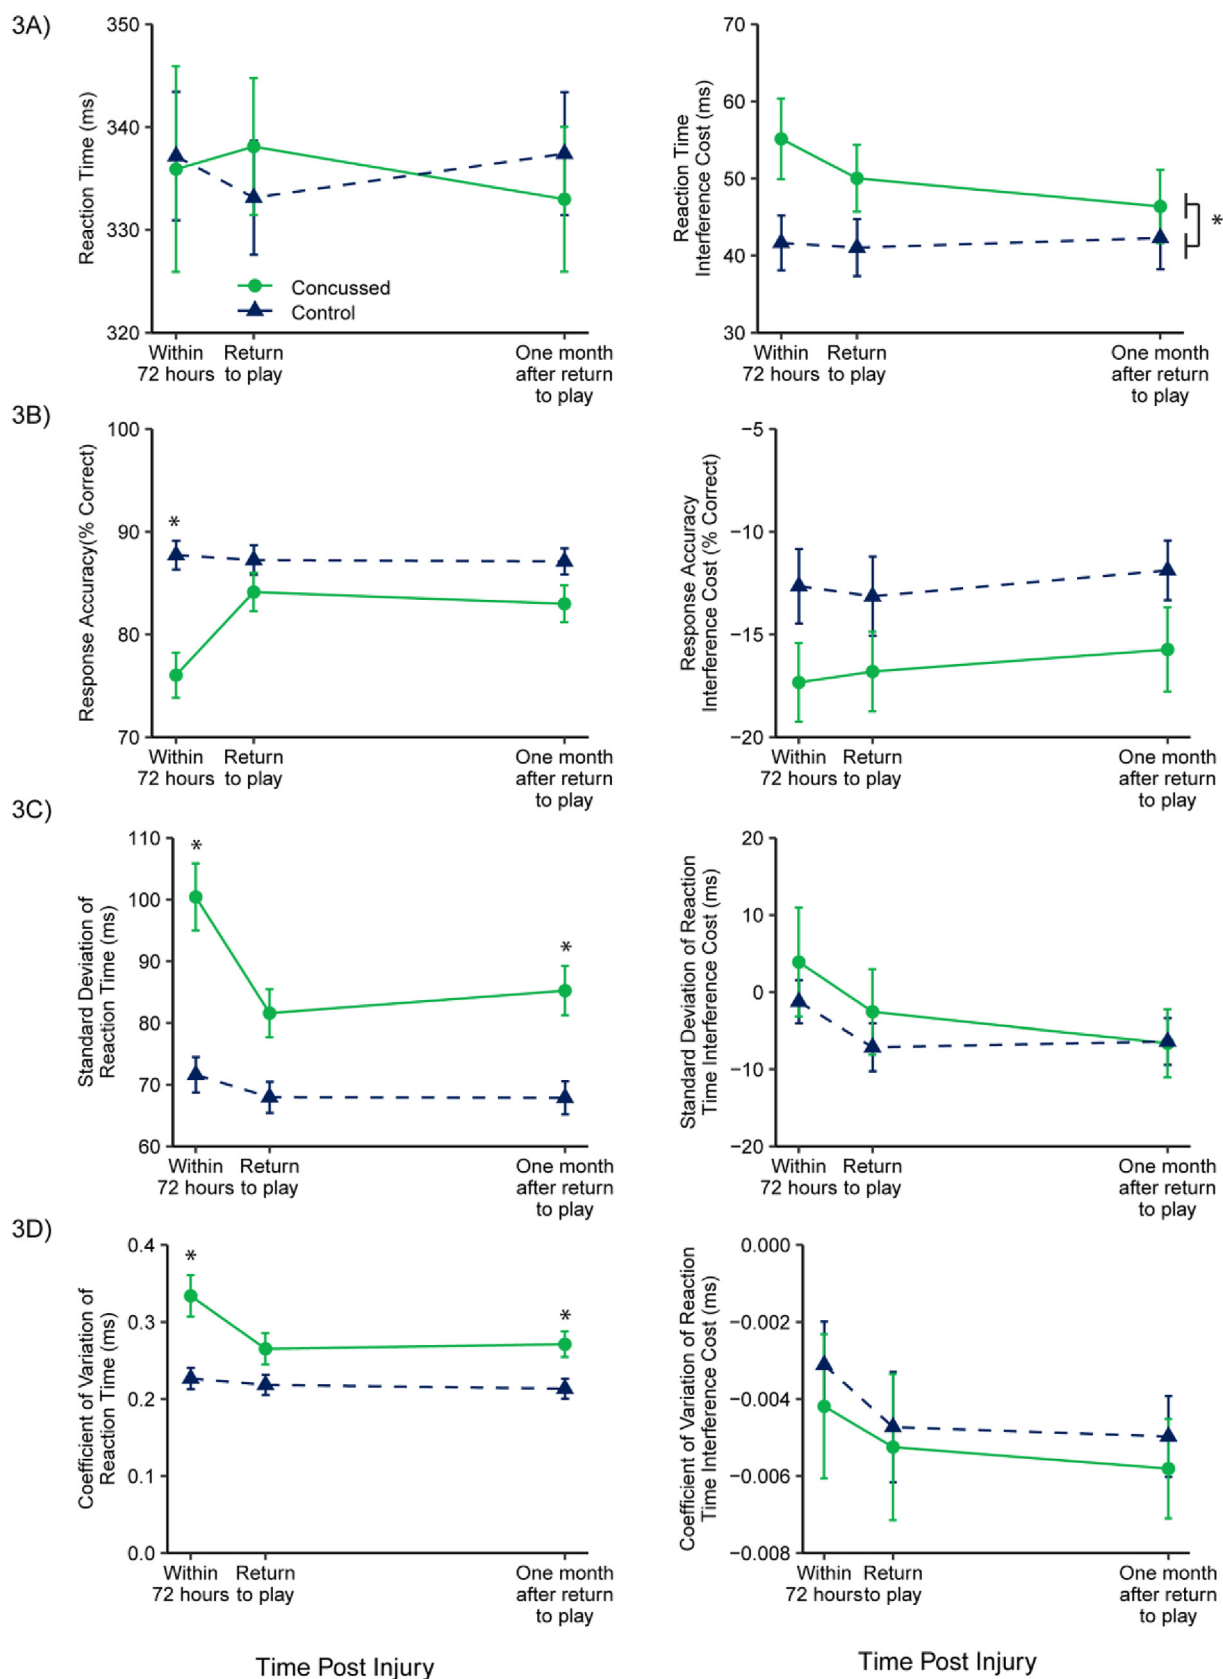 3A)
Reaction Time (ms)
350
340
330
320
Concussed
Control
Within
72 hours
Return
to play
One month
after return
to play
Reaction Time
Interference Cost (ms)
70
60
50
40
30
*
Within
72 hours
Return
to play
One month
after return
to play
3B)
Response Accuracy(% Correct)
100
90
80
70
*
Within
72 hours
Return
to play
One month
after return
to play
Response Accuracy
Interference Cost (% Correct)
−5
−10
−15
−20
Within
72 hours
Return
to play
One month
after return
to play
3C)
Standard Deviation of
Reaction Time (ms)
110
100
90
80
70
60
*
*
Within
72 hours
Return
to play
One month
after return
to play
Standard Deviation of Reaction
Time Interference Cost (ms)
20
10
0
−10
−20
Within
72 hours
Return
to play
One month
after return
to play
3D)
Coefficient of Variation of
Reaction Time (ms)
0.4
0.3
0.2
0.1
0.0
*
*
Within
72 hours
Return
to play
One month
after return
to play
Time Post Injury
Coefficient of Variation of Reaction
Time Interference Cost (ms)
0.000
−0.002
−0.004
−0.006
−0.008
Within
72 hours
Return
to play
One month
after return
to play
Time Post Injury